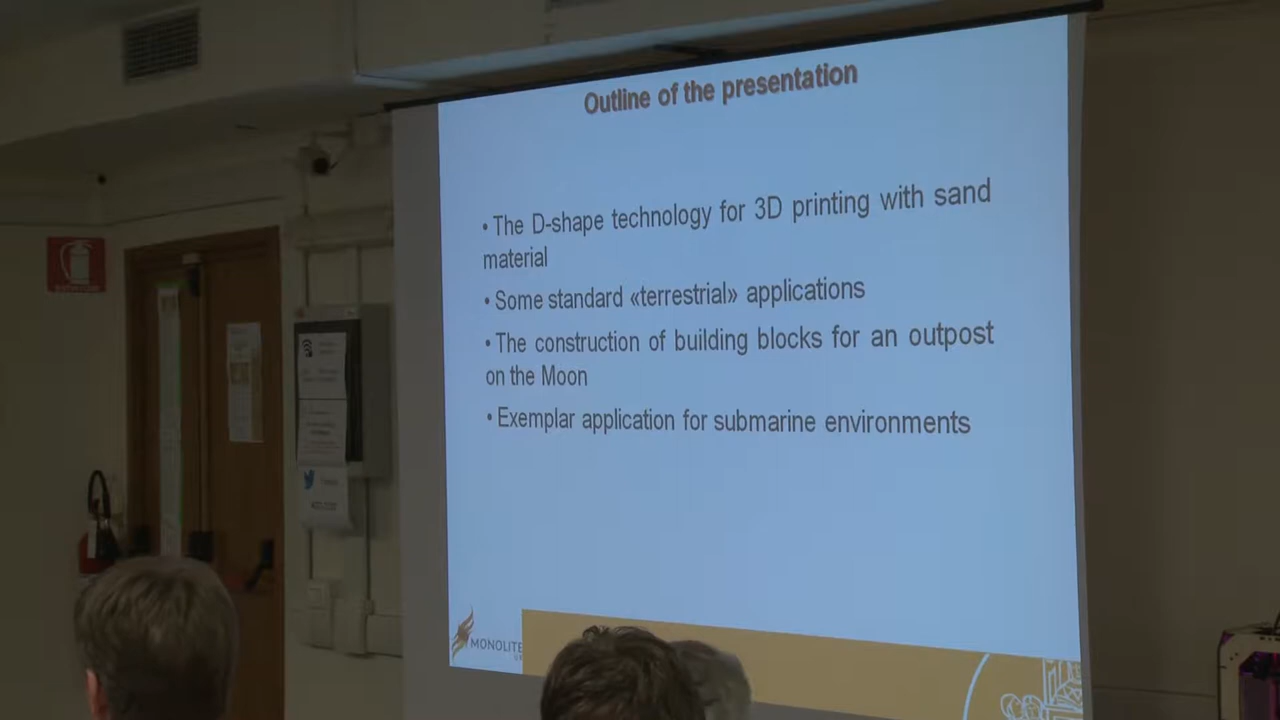 Outline of the presentation
• The D-shape technology for 3D printing with sand
material
• Some standard «terrestrial» applications
• The construction of building blocks for an outpost
on the Moon
• Exemplar application for submarine environments
MONOLITE